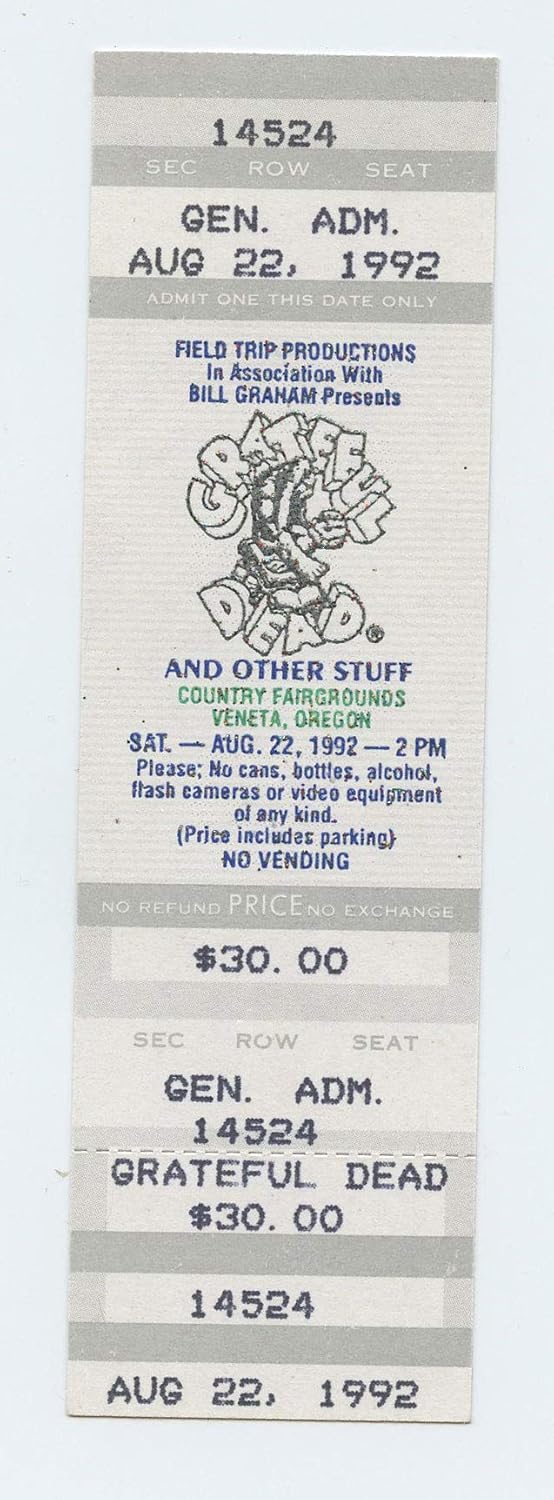 14524
SEC ROW SEAT
GEN. ADM.
AUG 22, 1992
ADMIT ONE THIS DATE ONLY
FIELD TRIP PRODUCTIONS
In Association With
BILL GRAHAM Presents
GRATEFUL
DEAD®
AND OTHER STUFF
COUNTRY FAIRGROUNDS
VENETA, OREGON
SAT. — AUG. 22, 1992 — 2 PM
Please; No cans, bottles, alcohol,
flash cameras or video equipment
of any kind.
(Price includes parking)
NO VENDING
NO REFUND PRICE NO EXCHANGE
$30.00
SEC ROW SEAT
GEN. ADM.
14524
GRATEFUL DEAD
$30.00
14524
AUG 22, 1992